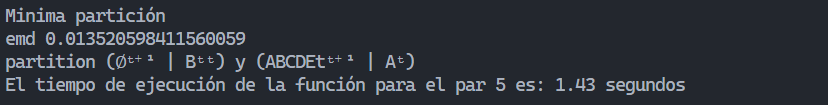 Minima partición
emd 0.013520598411560059
partition (∅ᵗ⁺¹ | Bᵗᵗ) y (ABCDEtᵗ⁺¹ | Aᵗ)
El tiempo de ejecución de la función para el par 5 es: 1.43 segundos